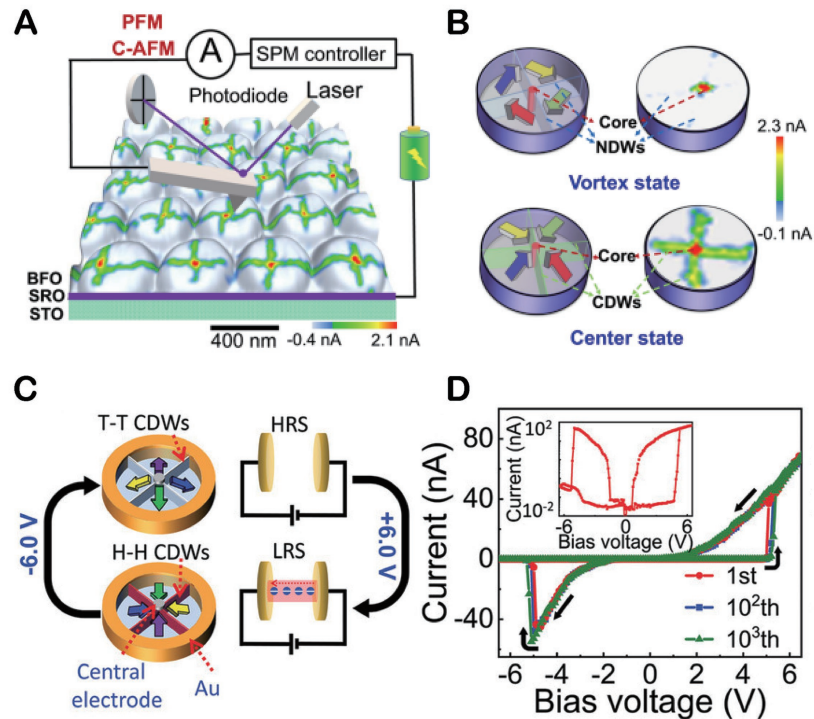 A
PFM
C-AFM
A
SPM controller
Photodiode
Laser
BFO
SRO
STO
400 nm
-0.4 nA
2.1 nA
B
Core
NDWs
Vortex state
2.3 nA
-0.1 nA
Core
CDWs
Center state
C
T-T CDWs
HRS
-6.0 V
+6.0 V
H-H CDWs
LRS
Central
electrode
Au
D
Current (nA)
80
40
0
-40
10²
10⁻²
Current (nA)
-6
0
6
Bias voltage (V)
1st
10²th
10³th
-6
-4
-2
0
2
4
6
Bias voltage (V)